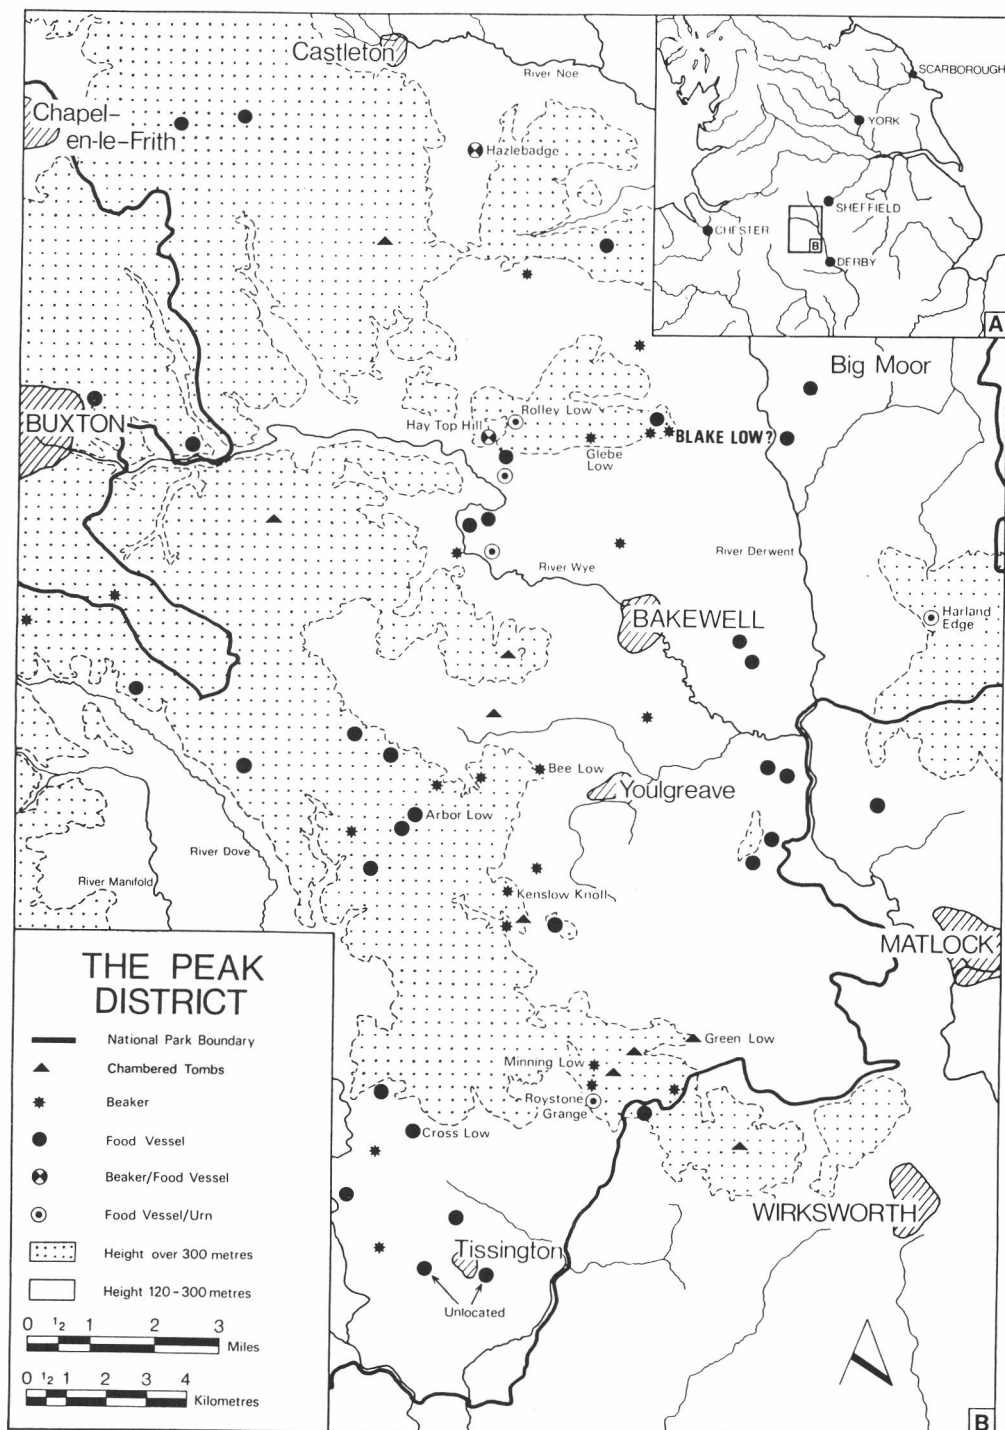 Castleton
River Noe
Chapel-
en-le-Frith
Hazlebadge
SCARBOROUGH
YORK
SHEFFIELD
CHESTER
B
DERBY
A
Big Moor
BUXTON
Rolley Low
Hay Top Hill
Glebe
Low
BLAKE LOW?
River Derwent
River Wye
BAKEWELL
Harland
Edge
?
Bee Low
Youlgreave
Arbor Low
River Dove
River Manifold
Kenslow Knoll
MATLOCK
Green Low
Minning Low
Roystone
Grange
Cross Low
WIRKSWORTH
Tissington
Unlocated
THE PEAK
DISTRICT
National Park Boundary
Chambered Tombs
Beaker
Food Vessel
Beaker/Food Vessel
Food Vessel/Urn
Height over 300 metres
Height 120-300 metres
0 ½ 1 2 3
Miles
0 ½ 1 2 3 4
Kilometres
B